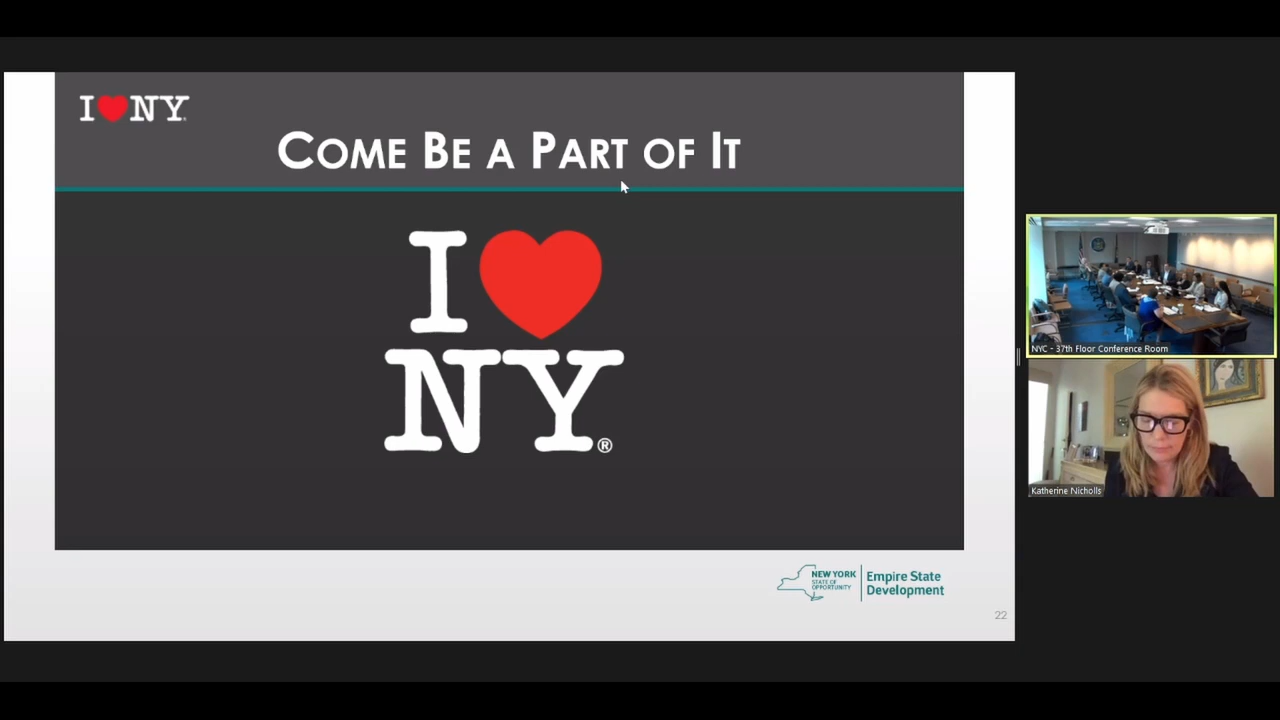 I ♥ NY®
COME BE A PART OF IT
I ♥
NY®
NEW YORK
STATE OF
OPPORTUNITY
Empire State
Development
22
NYC - 37th Floor Conference Room
Katherine Nicholls